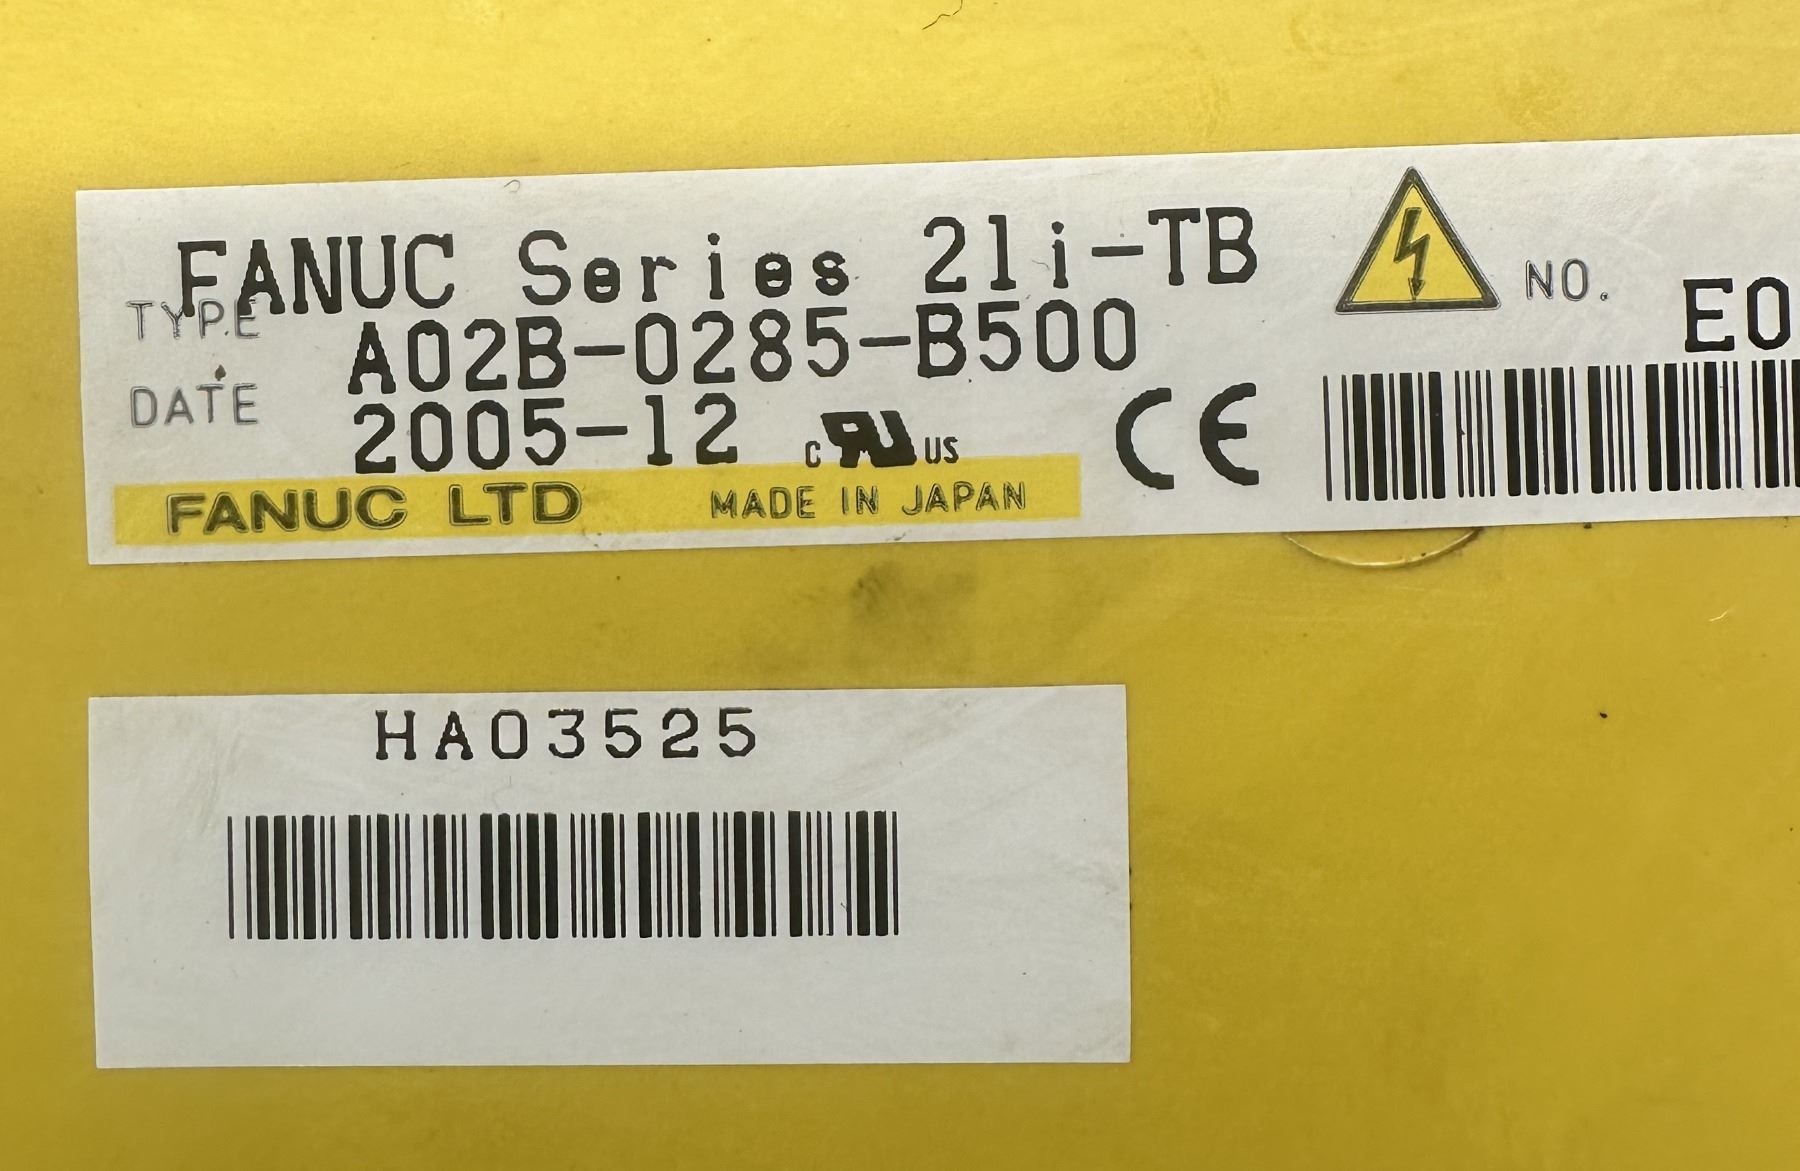 FANUC Series 21i-TB
TYPE A02B-0285-B500
DATE 2005-12
c RU US
CE
NO.
E0
FANUC LTD MADE IN JAPAN
HA03525